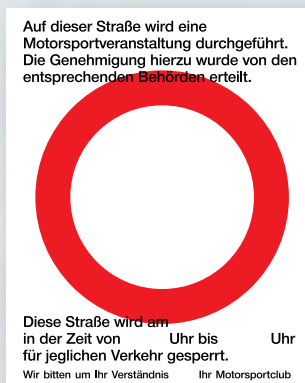 Auf dieser Straße wird eine
Motorsportveranstaltung durchgeführt.
Die Genehmigung hierzu wurde von den
entsprechenden Behörden erteilt.
Diese Straße wird am
in der Zeit von Uhr bis Uhr
für jeglichen Verkehr gesperrt.
Wir bitten um Ihr Verständnis Ihr Motorsportclub